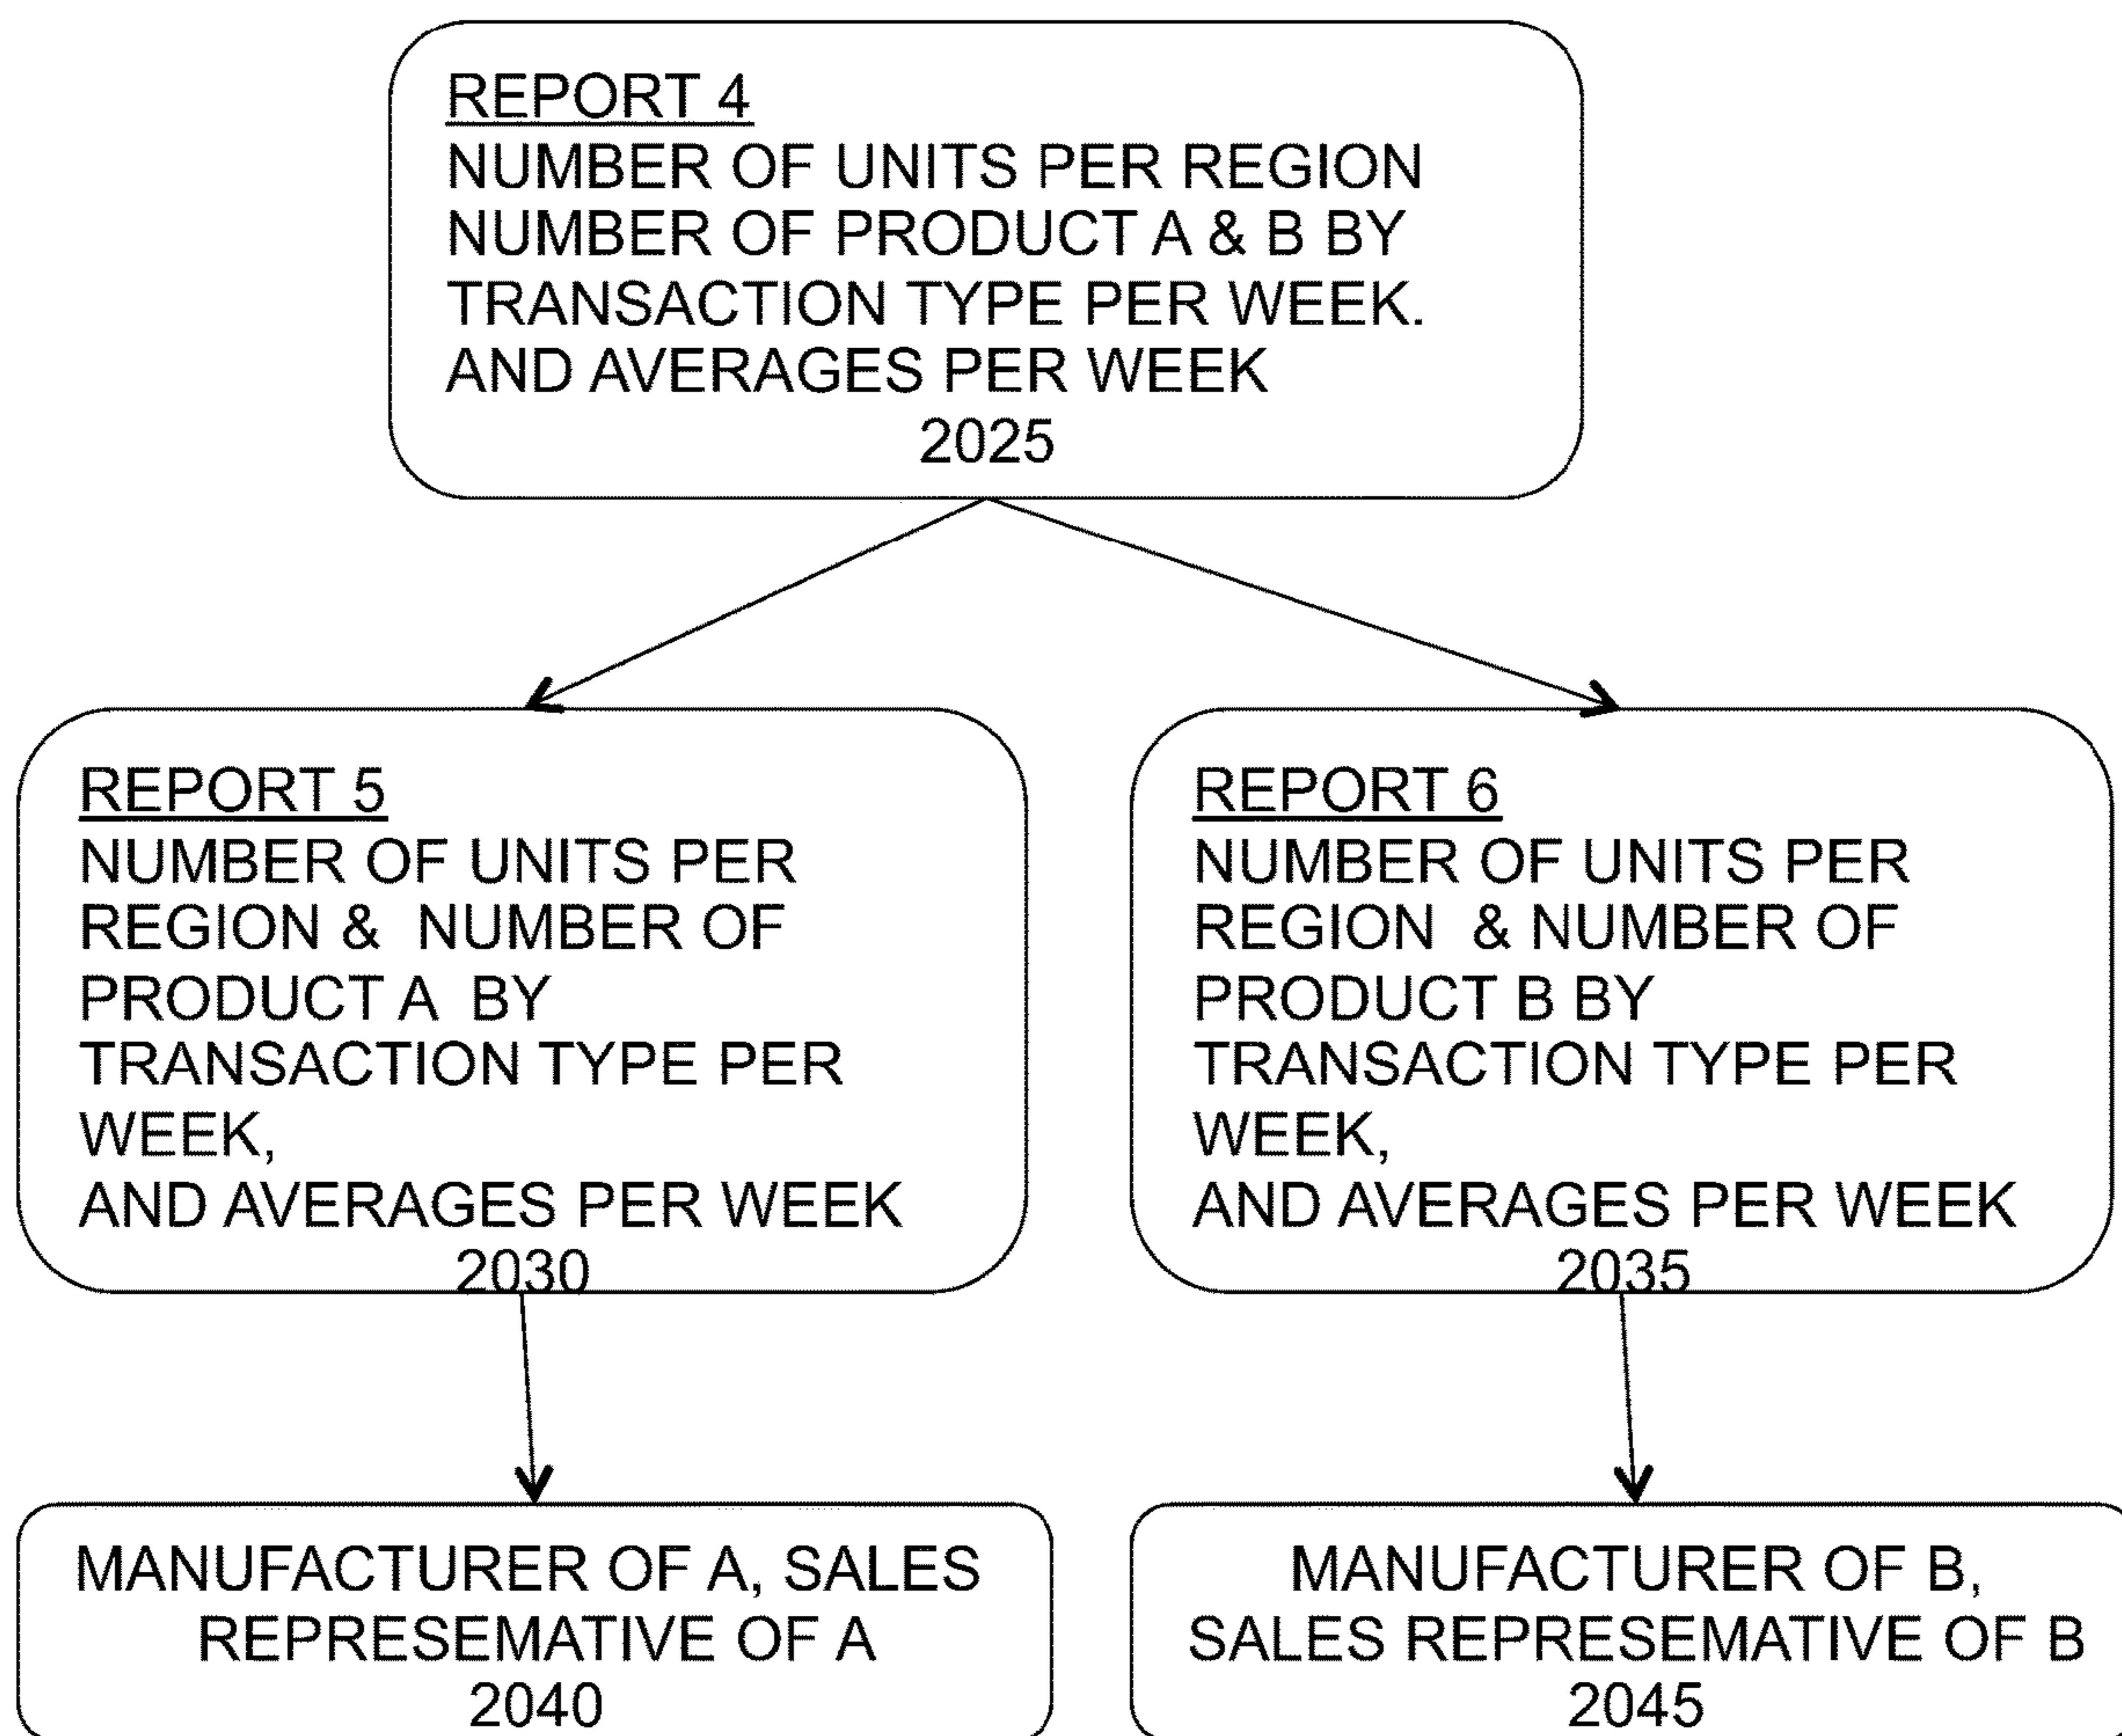 REPORT 4
NUMBER OF UNITS PER REGION
NUMBER OF PRODUCT A & B BY
TRANSACTION TYPE PER WEEK.
AND AVERAGES PER WEEK
2025
REPORT 5
NUMBER OF UNITS PER
REGION & NUMBER OF
PRODUCT A BY
TRANSACTION TYPE PER
WEEK,
AND AVERAGES PER WEEK
2030
REPORT 6
NUMBER OF UNITS PER
REGION & NUMBER OF
PRODUCT B BY
TRANSACTION TYPE PER
WEEK,
AND AVERAGES PER WEEK
2035
MANUFACTURER OF A, SALES
REPRESEMATIVE OF A
2040
MANUFACTURER OF B,
SALES REPRESEMATIVE OF B
2045